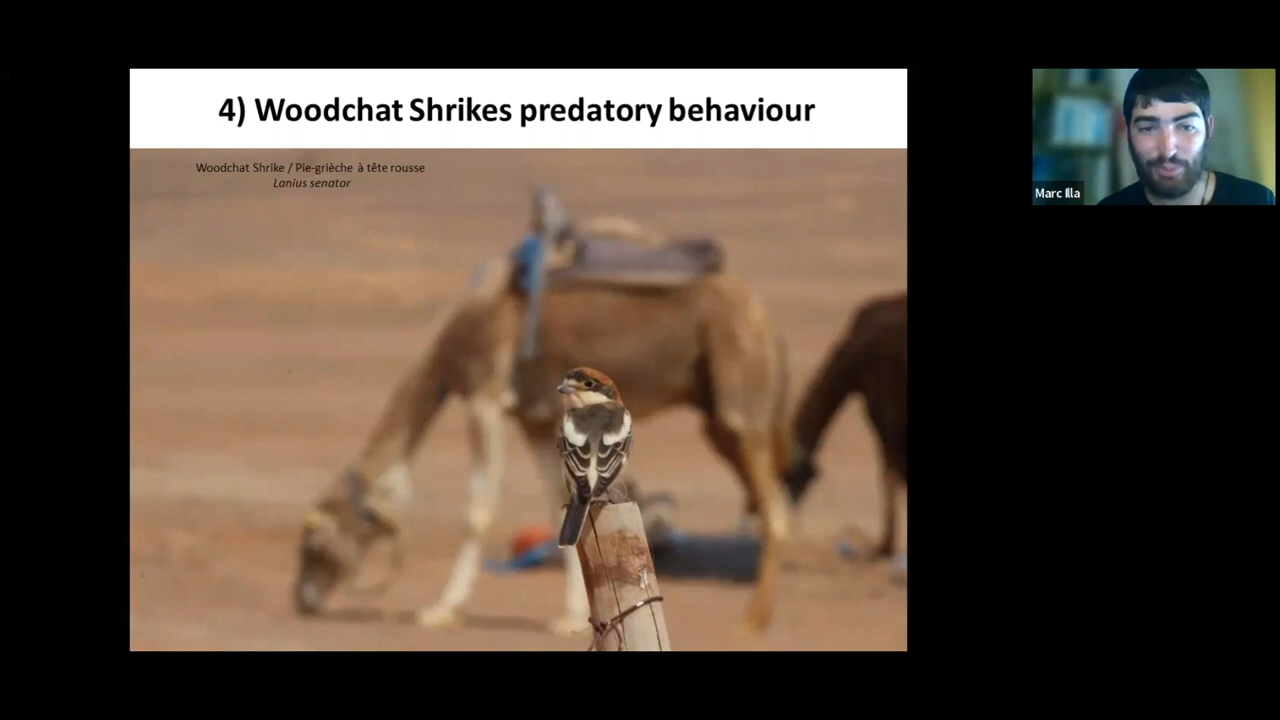 4) Woodchat Shrikes predatory behaviour
Woodchat Shrike / Pie-grièche à tête rousse
Lanius senator
Marc Illa